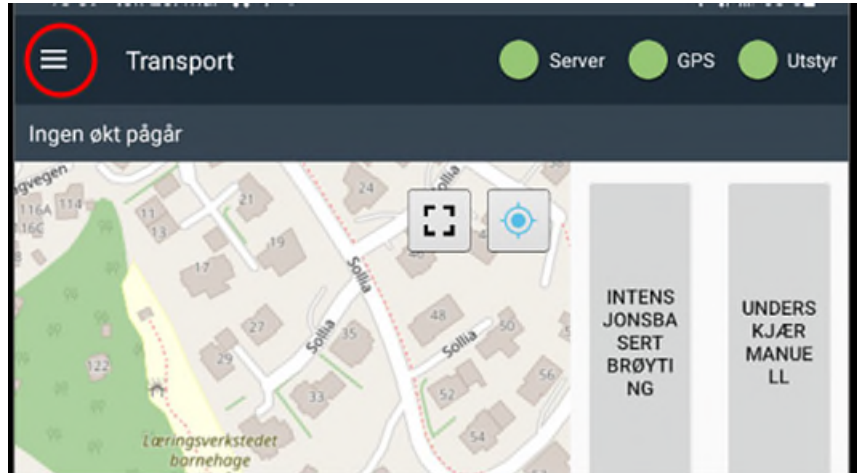 Transport
Server
GPS
Utstyr
Ingen økt pågår
116A
114
11
13
21
24
Sollia
19
17
Sollia
27
Sollia
35
48
Sollia
50
29
33
122
52
56
54
Læringsverkstedet
barnehage
INTENS
JONSBA
SERT
BRØYTI
NG
UNDERS
KJÆR
MANUE
LL